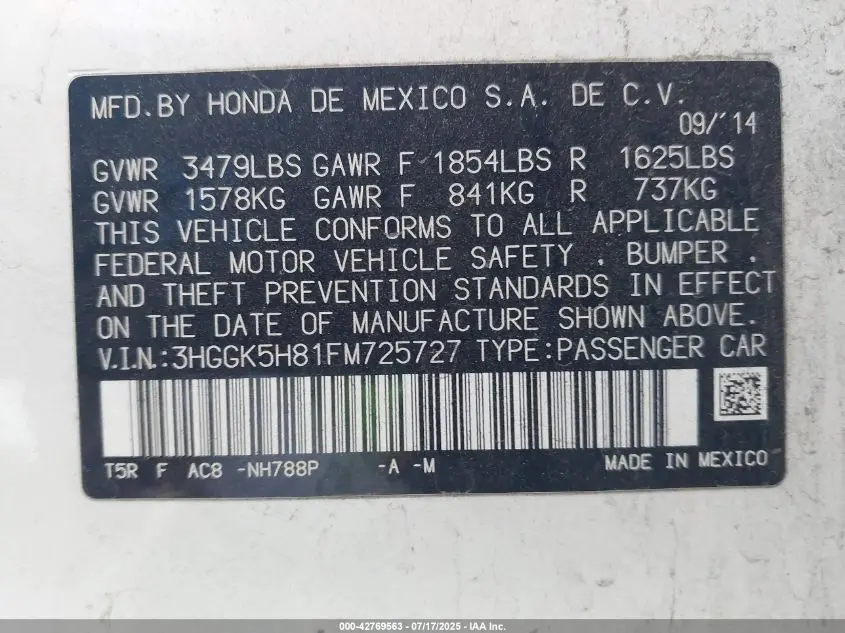 MFD.BY HONDA DE MEXICO S.A. DE C.V.
09/'14
GVWR 3479LBS GAWR F 1854LBS R 1625LBS
GVWR 1578KG GAWR F 841KG R 737KG
THIS VEHICLE CONFORMS TO ALL APPLICABLE
FEDERAL MOTOR VEHICLE SAFETY , BUMPER ,
AND THEFT PREVENTION STANDARDS IN EFFECT
ON THE DATE OF MANUFACTURE SHOWN ABOVE.
V.I.N.:3HGGK5H81FM725727 TYPE:PASSENGER CAR
T5R F AC8 -NH788P -A -M MADE IN MEXICO
000-42769563 / 07/17/2025 - IAA Inc.